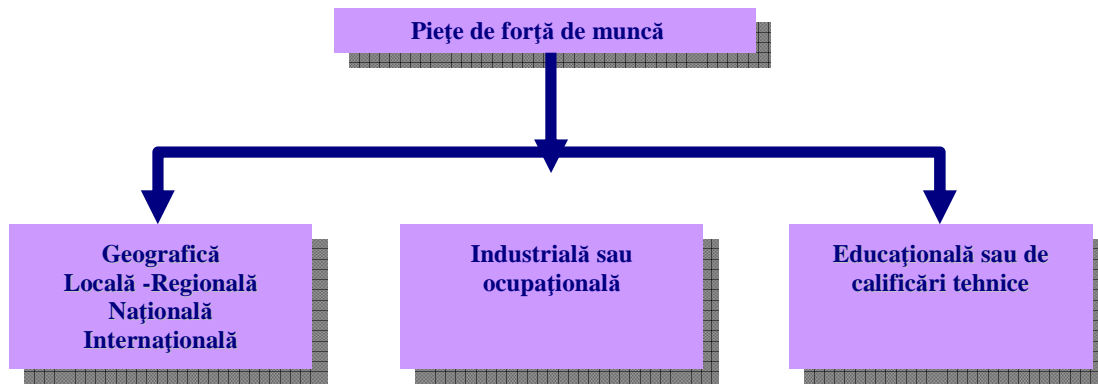 Pieţe de forţă de muncă
Geografică
Locală -Regională
Naţională
Internaţională
Industrială sau
ocupaţională
Educaţională sau de
calificări tehnice